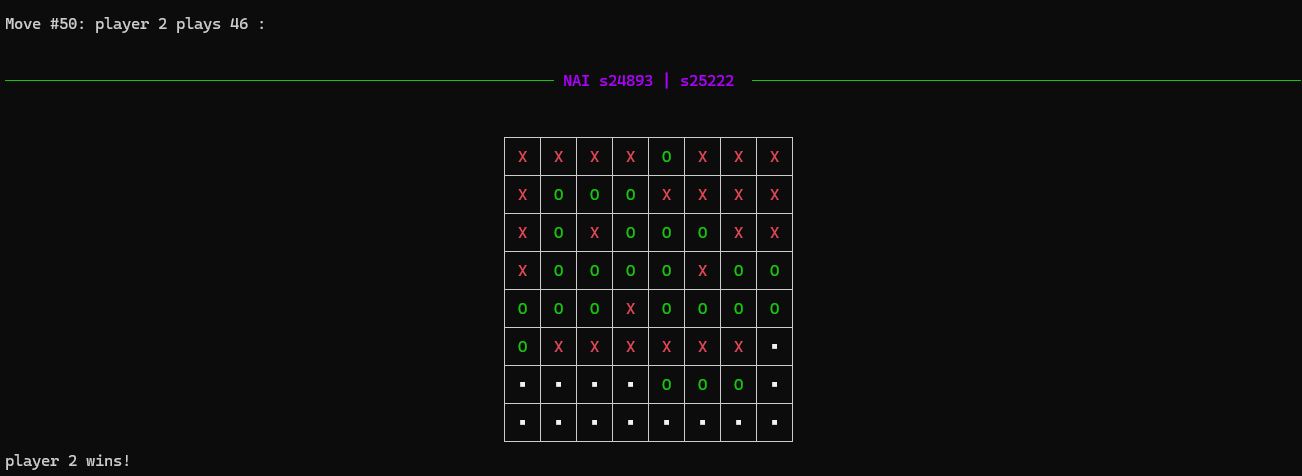 Move #50: player 2 plays 46 :
NAI s24893 | s25222
X X X X O X X X
X O O O X X X X
X O X O O O X X
X O O O O X O O
O O O X O O O O
O X X X X X X ▪
▪ ▪ ▪ ▪ O O O ▪
▪ ▪ ▪ ▪ ▪ ▪ ▪ ▪
player 2 wins!